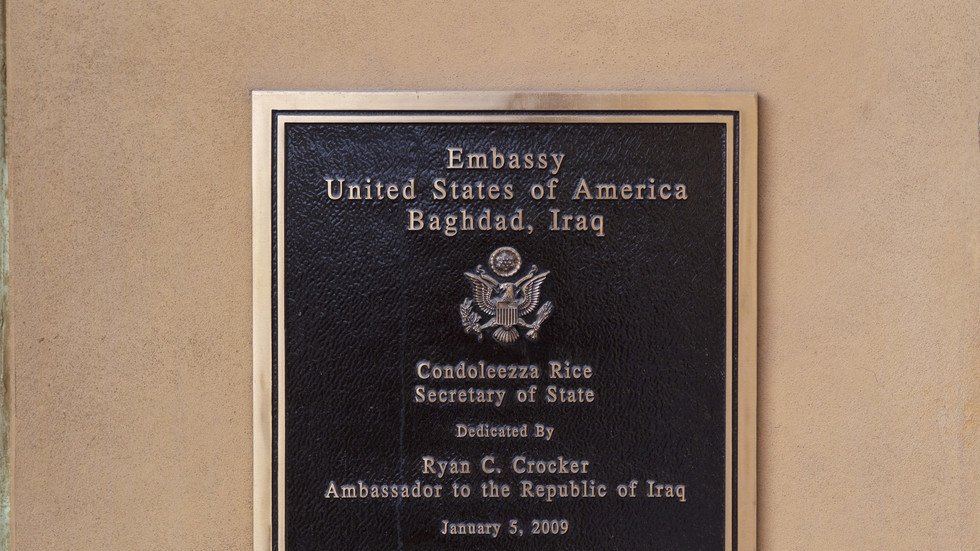 Embassy
United States of America
Baghdad, Iraq
Condoleezza Rice
Secretary of State
Dedicated By
Ryan C. Crocker
Ambassador to the Republic of Iraq
January 5, 2009